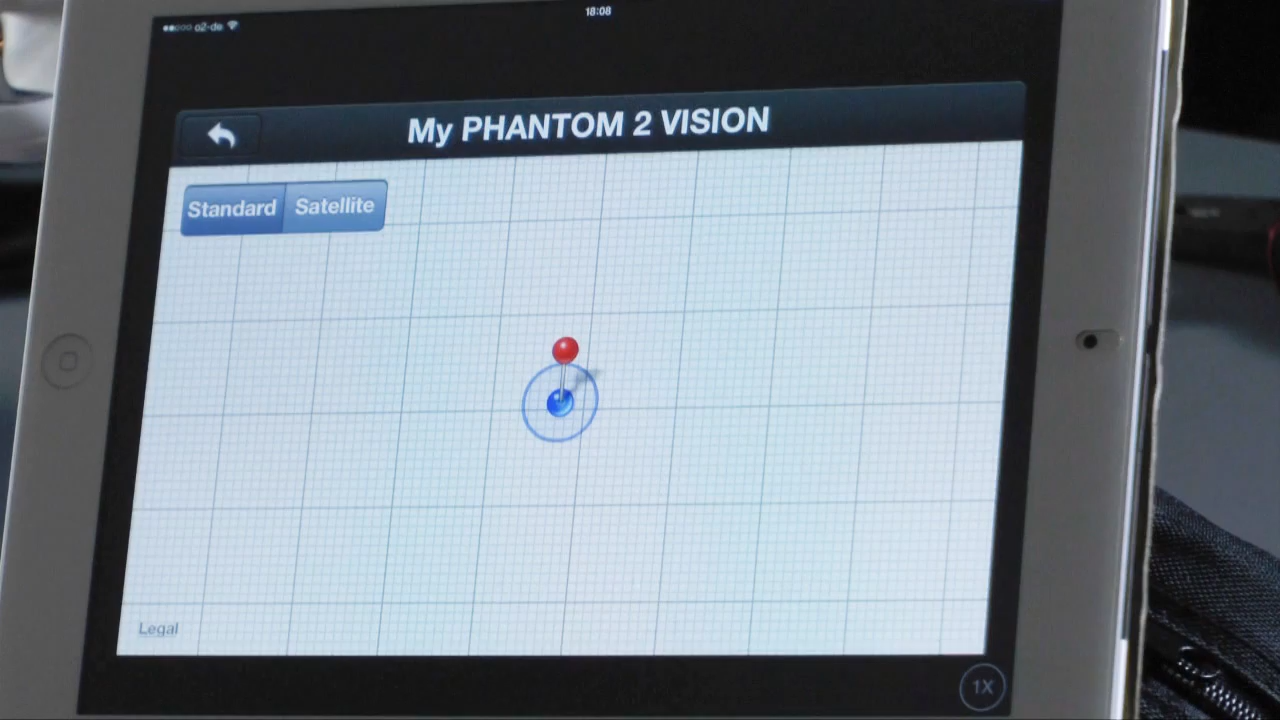 o2-de
18:08
My PHANTOM 2 VISION
Standard
Satellite
Legal
1X